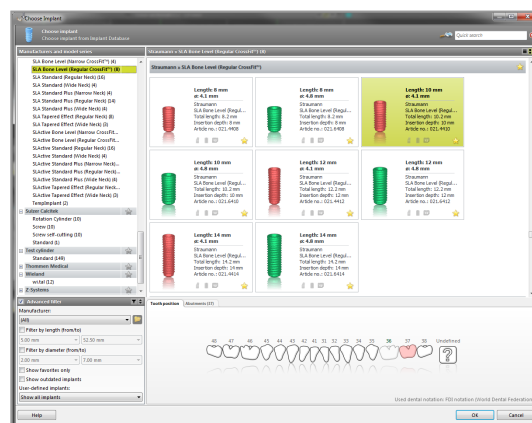 Choose Implant
Choose implant
Choose implant from Implant Database
Quick search
Manufacturers and model series
SLA Bone Level (Narrow CrossFit™) (4)
SLA Bone Level (Regular CrossFit™) (8)
SLA Standard (Regular Neck) (16)
SLA Standard (Wide Neck) (4)
SLA Standard Plus (Narrow Neck) (4)
SLA Standard Plus (Regular Neck) (14)
SLA Standard Plus (Wide Neck) (4)
SLA Tapered Effect (Regular Neck) (8)
SLA Tapered Effect (Wide Neck) (3)
SLActive Bone Level (Narrow CrossFit...
SLActive Bone Level (Regular CrossFit...
SLActive Standard (Regular Neck) (16)
SLActive Standard (Wide Neck) (4)
SLActive Standard Plus (Narrow Neck)...
SLActive Standard Plus (Regular Neck...
SLActive Standard Plus (Wide Neck) (4)
SLActive Tapered Effect (Regular Neck...
SLActive Tapered Effect (Wide Neck) (3)
Templimplant (2)
Sulzer Calcitek
Rotation Cylinder (10)
Screw (10)
Screw self-cutting (10)
Standard (1)
Test cylinder
Standard (149)
Thommen Medical
Wieland
wi.tal (12)
Z Systems
Advanced filter
Manufacturer:
(All)
Filter by length (from/to)
5.00 mm
52.50 mm
Filter by diameter (from/to)
2.00 mm
7.00 mm
Show favorites only
Show outdated implants
User-defined implants:
Show all implants
Straumann » SLA Bone Level (Regular CrossFit™) (8)
Straumann » SLA Bone Level (Regular CrossFit™)
Length: 8 mm
ø: 4.1 mm
Straumann
SLA Bone Level (Regul...
Total length: 8.2 mm
Insertion depth: 8 mm
Article no.: 021.4408
Length: 8 mm
ø: 4.8 mm
Straumann
SLA Bone Level (Regul...
Total length: 8.2 mm
Insertion depth: 8 mm
Article no.: 021.6408
Length: 10 mm
ø: 4.1 mm
Straumann
SLA Bone Level (Regul...
Total length: 10.2 mm
Insertion depth: 10 mm
Article no.: 021.4410
Length: 10 mm
ø: 4.8 mm
Straumann
SLA Bone Level (Regul...
Total length: 10.2 mm
Insertion depth: 10 mm
Article no.: 021.6410
Length: 12 mm
ø: 4.1 mm
Straumann
SLA Bone Level (Regul...
Total length: 12.2 mm
Insertion depth: 12 mm
Article no.: 021.4412
Length: 12 mm
ø: 4.8 mm
Straumann
SLA Bone Level (Regul...
Total length: 12.2 mm
Insertion depth: 12 mm
Article no.: 021.6412
Length: 14 mm
ø: 4.1 mm
Straumann
SLA Bone Level (Regul...
Total length: 14.2 mm
Insertion depth: 14 mm
Article no.: 021.4414
Length: 14 mm
ø: 4.8 mm
Straumann
SLA Bone Level (Regul...
Total length: 14.2 mm
Insertion depth: 14 mm
Article no.: 021.6414
Tooth position
Abutments (37)
48 47 46 45 44 43 42 41 31 32 33 34 35 36 37 38 Undefined
?
Used dental notation: FDI notation (World Dental Federation)
Help
OK
Cancel